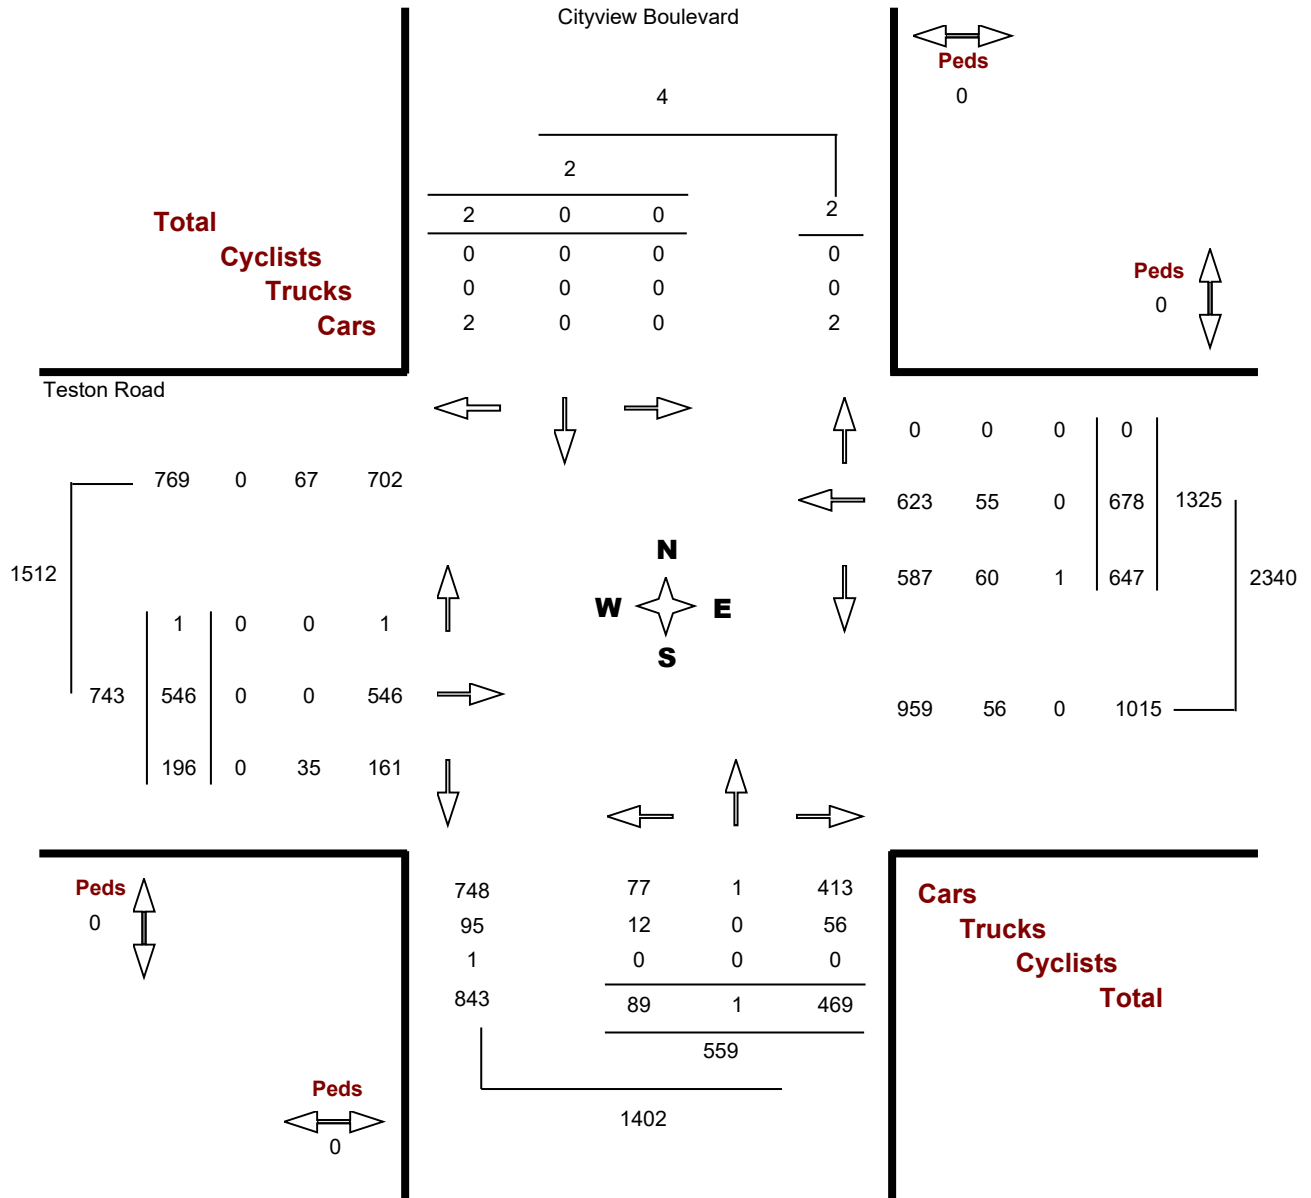 Cityview Boulevard
Peds
0
4
2
2 0 0 2
Total
0 0 0 0
Cyclists
0 0 0 0
Trucks
2 0 0 2
Cars
Peds
0
Teston Road
0 0 0 0
769 0 67 702
623 55 0 678 1325
N
1512
587 60 1 647 2340
W E
1 0 0 1
S
743 546 0 0 546
959 56 0 1015
196 0 35 161
Peds
0
748 77 1 413
Cars
95 12 0 56
Trucks
1 0 0 0
Cyclists
843 89 1 469
Total
559
Peds
0
1402